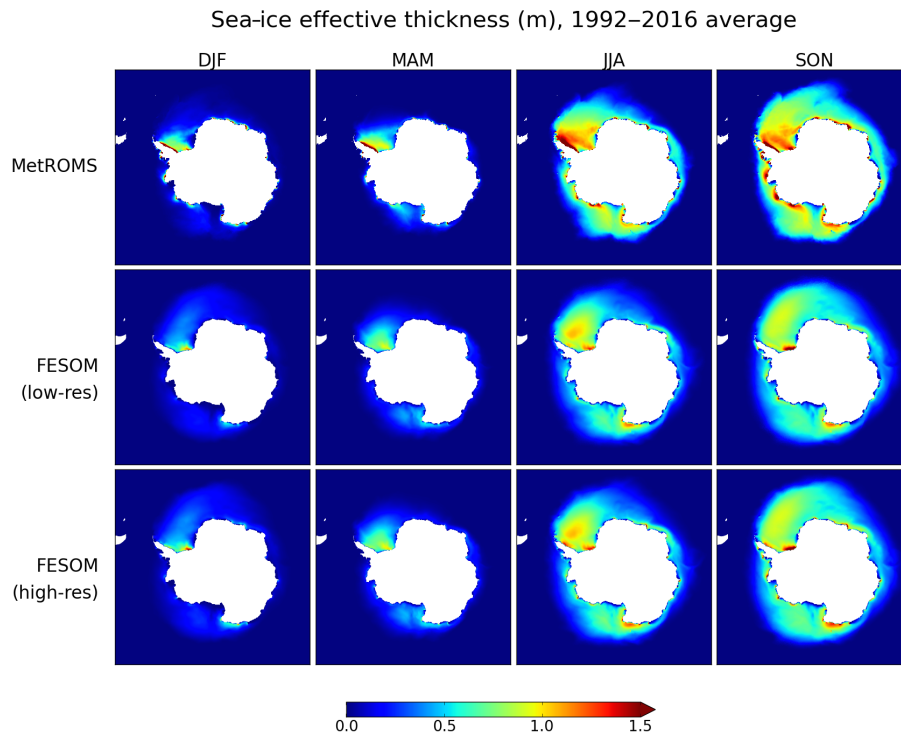 Sea-ice effective thickness (m), 1992–2016 average
DJF MAM JJA SON
MetROMS
FESOM
(low-res)
FESOM
(high-res)
0.0 0.5 1.0 1.5